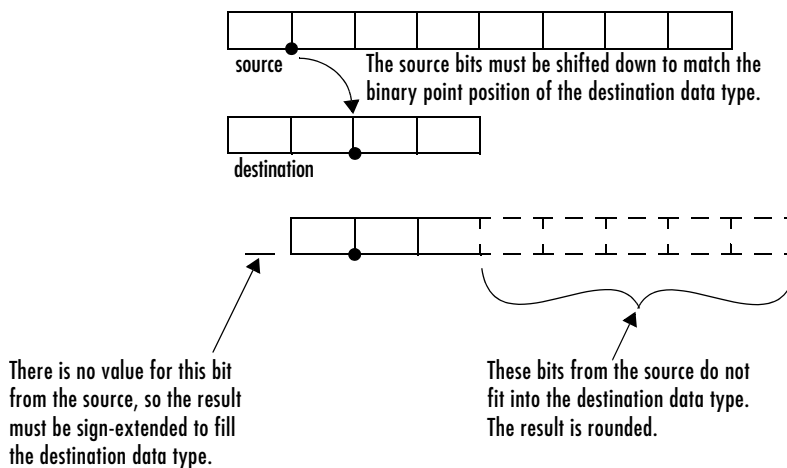 source
The source bits must be shifted down to match the
binary point position of the destination data type.
destination
There is no value for this bit
from the source, so the result
must be sign-extended to fill
the destination data type.
These bits from the source do not
fit into the destination data type.
The result is rounded.